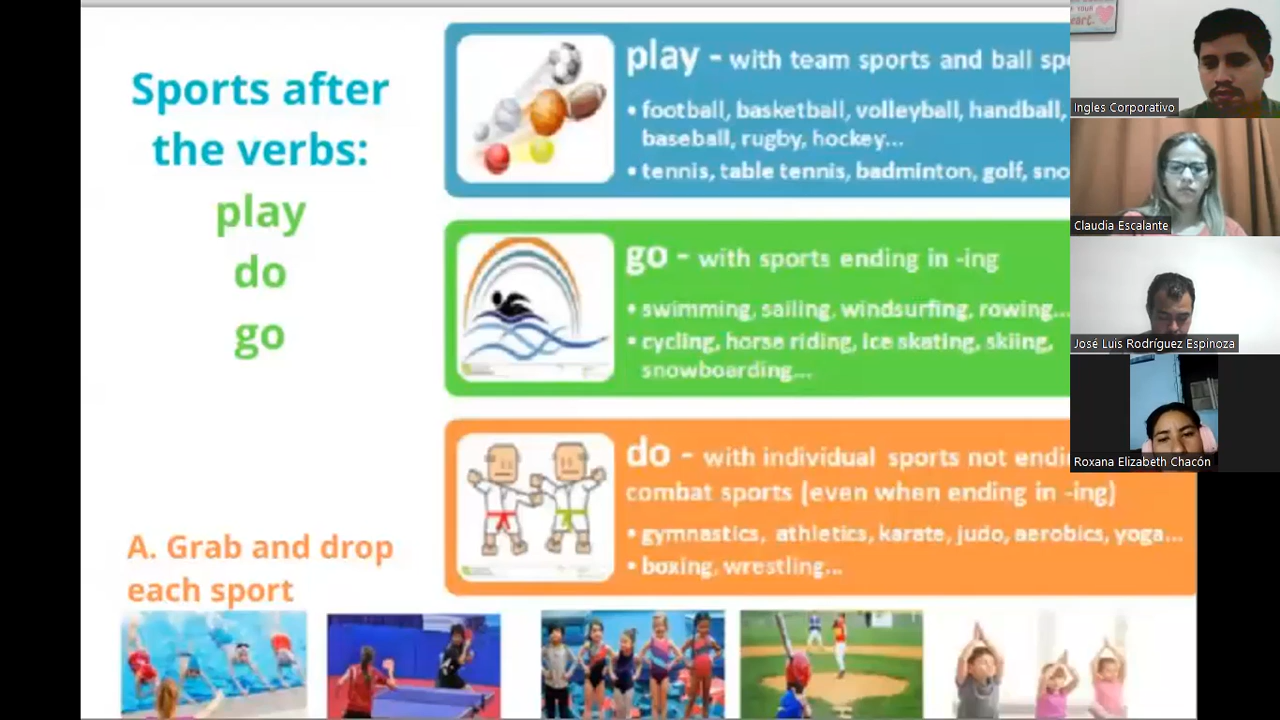 Sports after
the verbs:
play
do
go
A. Grab and drop
each sport
play - with team sports and ball
• football, basketball, volleyball, handball,
baseball, rugby, hockey...
• tennis, table tennis, badminton, golf,
go - with sports ending in -ing
• swimming, sailing, windsurfing, rowing...
• cycling, horse riding, ice skating, skiing,
snowboarding...
do - with individual sports not
combat sports (even when ending in -ing)
• gymnastics, athletics, karate, judo, aerobics, yoga...
• boxing, wrestling...
Ingles Corporativo
Claudia Escalante
José Luis Rodríguez Espinoza
Roxana Elizabeth Chacón